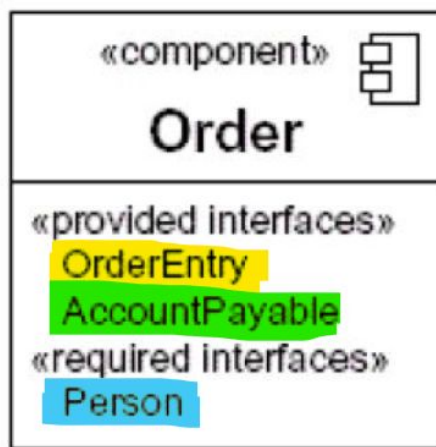 «component»
Order
«provided interfaces»
OrderEntry
AccountPayable
«required interfaces»
Person